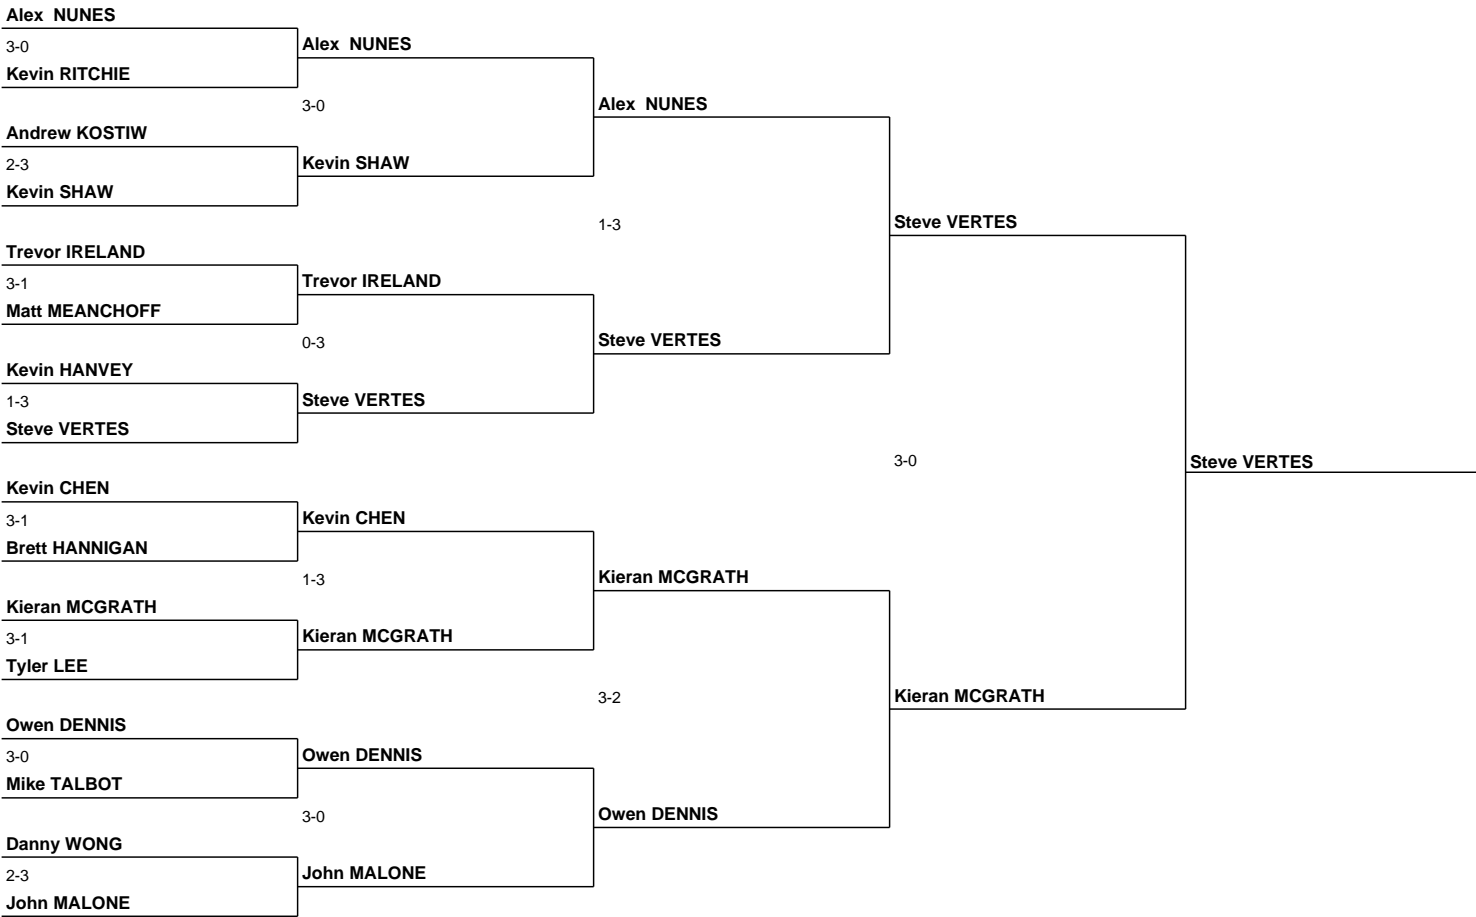 Alex  NUNES
3-0
Kevin RITCHIE
Andrew KOSTIW
2-3
Kevin SHAW
Trevor IRELAND
3-1
Matt MEANCHOFF
Kevin HANVEY
1-3
Steve VERTES
Kevin CHEN
3-1
Brett HANNIGAN
Kieran MCGRATH
3-1
Tyler LEE
Owen DENNIS
3-0
Mike TALBOT
Danny WONG
2-3
John MALONE
Alex  NUNES
3-0
Kevin SHAW
Trevor IRELAND
0-3
Steve VERTES
Kevin CHEN
1-3
Kieran MCGRATH
Owen DENNIS
3-0
John MALONE
Alex  NUNES
1-3
Steve VERTES
Kieran MCGRATH
3-2
Owen DENNIS
Steve VERTES
3-0
Kieran MCGRATH
Steve VERTES